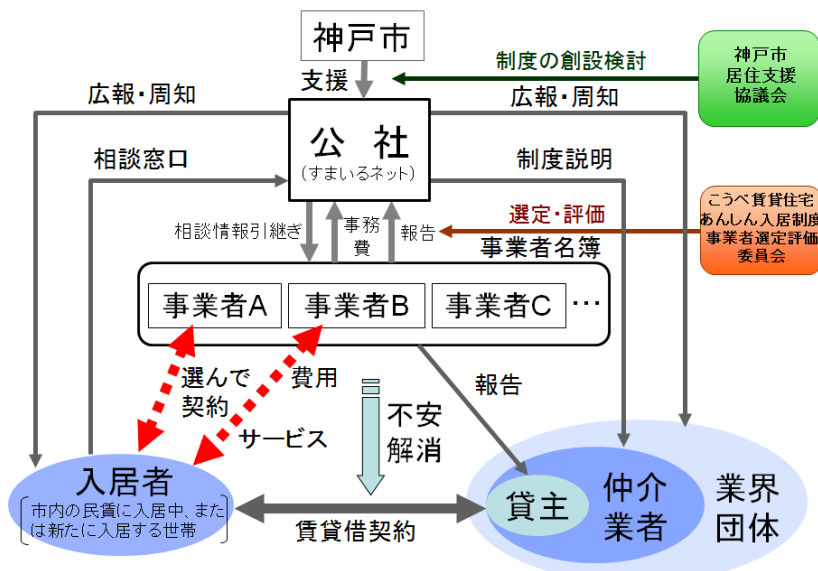 神戸市
支援
制度の創設検討
神戸市
居住支援
協議会
広報・周知
広報・周知
公 社
(すまいるネット)
相談窓口
制度説明
こうべ賃貸住宅
あんしん入居制度
事業者選定評価
委員会
選定・評価
相談情報引継ぎ
事務
費
報告
事業者名簿
事業者A
事業者B
事業者C
…
選んで
契約
費用
サービス
不安
解消
報告
入居者
市内の民賃に入居中、また
は新たに入居する世帯
賃貸借契約
貸主
仲介
業者
業界
団体